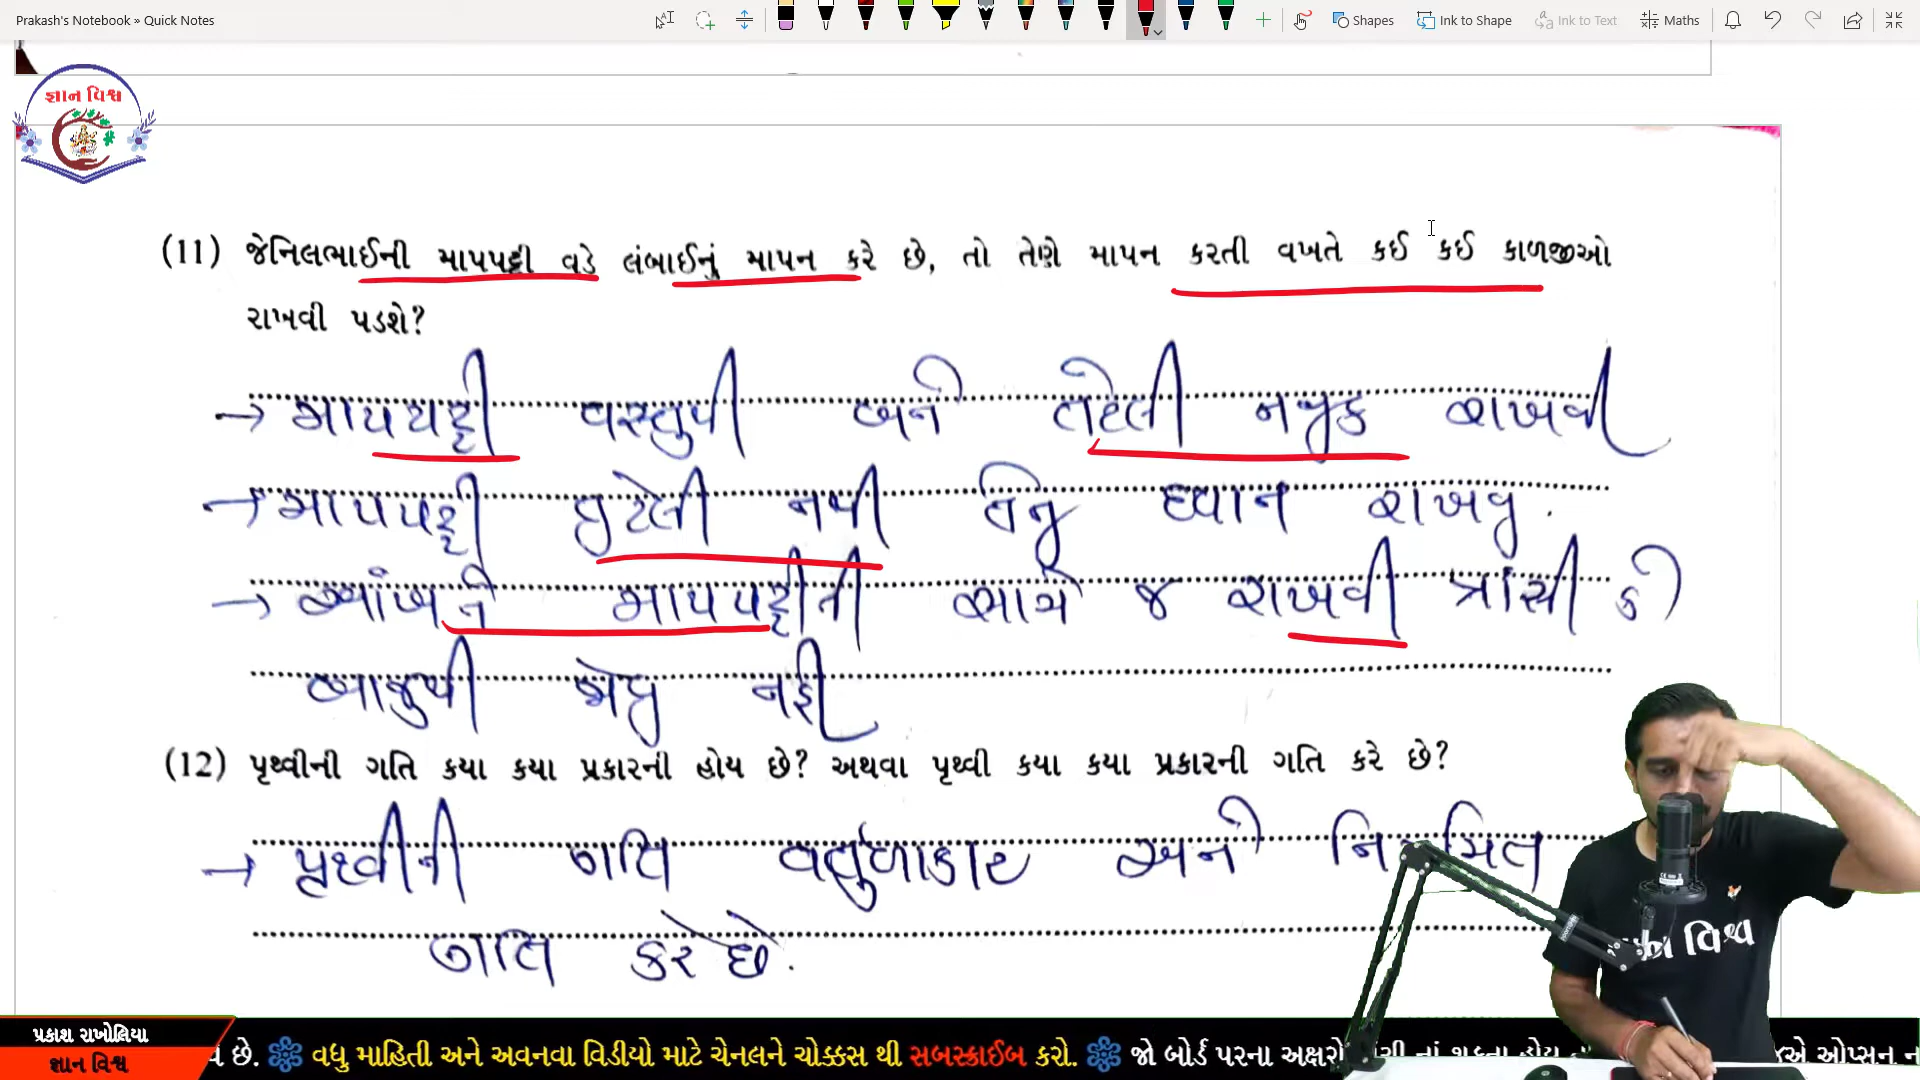 Prakash's Notebook » Quick Notes
Shapes Ink to Shape Ink to Text Maths
જ્ઞાન વિશ્વ
(11) જેનિલભાઈની માપપટ્ટી વડે લંબાઈનું માપન કરે છે, તો તેણે માપન કરતી વખતે કઈ કઈ કાળજીઓ
રાખવી પડશે?
→ માપપટ્ટી વસ્તુથી બને તેટલી નજીક રાખવી
→ માપપટ્ટી તુટેલી નથી તેનુ ધ્યાન રાખવુ.
→ આંખને માપપટ્ટીની સામે જ રાખવી ત્રાંસી કે
બાજુથી જોવુ નહી
(12) પૃથ્વીની ગતિ કયા કયા પ્રકારની હોય છે? અથવા પૃથ્વી કયા કયા પ્રકારની ગતિ કરે છે?
→ પૃથ્વીની ગતિ વર્તુળાકાર અને નિયમિત
ગતિ કરે છે.
વિશ્વ
પ્રકાશ રાખોલિયા
જ્ઞાન વિશ્વ
છે. વધુ માહિતી અને અવનવા વિડીયો માટે ચેનલને ચોક્કસ થી સબસ્ક્રાઈબ કરો. જો બોર્ડ પરના અક્ષરો ઓપ્સન